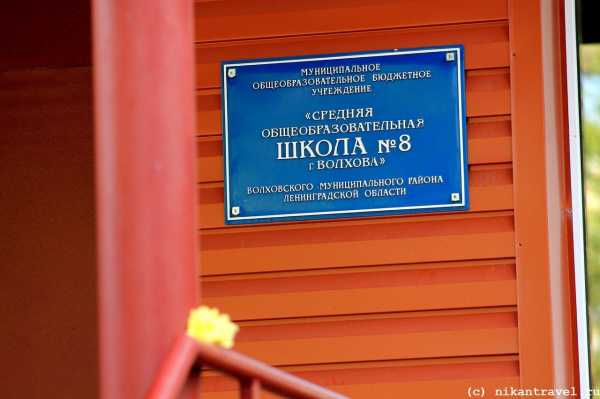 МУНИЦИПАЛЬНОЕ
ОБЩЕОБРАЗОВАТЕЛЬНОЕ БЮДЖЕТНОЕ
УЧРЕЖДЕНИЕ
«СРЕДНЯЯ
ОБЩЕОБРАЗОВАТЕЛЬНАЯ
ШКОЛА №8
Г. ВОЛХОВА»
ВОЛХОВСКОГО МУНИЦИПАЛЬНОГО РАЙОНА
ЛЕНИНГРАДСКОЙ ОБЛАСТИ
(c) nikantravel.ru